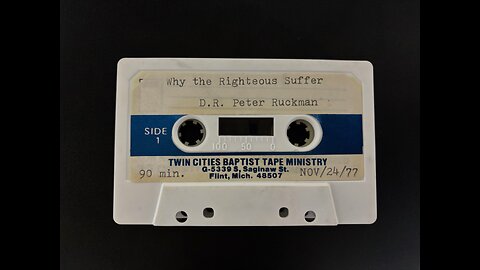 Why the Righteous Suffer
D.R. Peter Ruckman
SIDE
1
100 50 0
TWIN CITIES BAPTIST TAPE MINISTRY
G-5339 S, Saginaw St.
90 min.
Flint, Mich. 48507
NOV/24/77